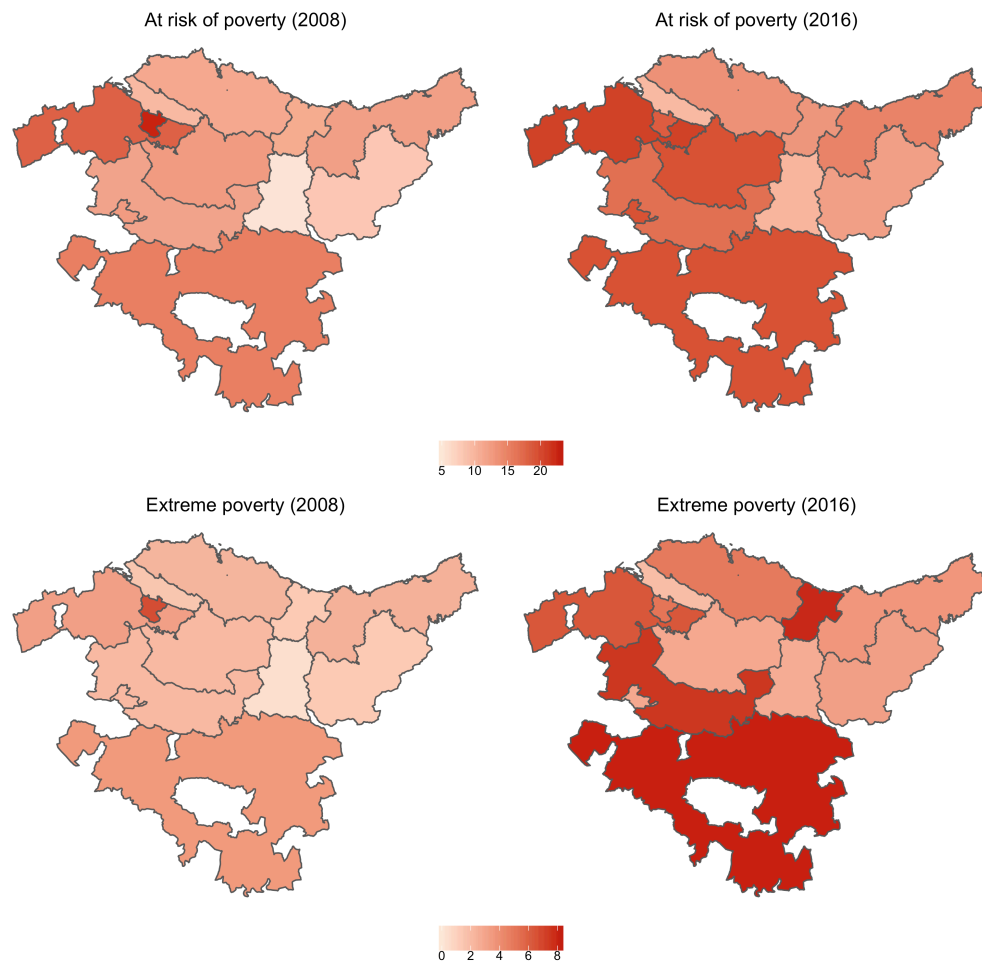 At risk of poverty (2008)
At risk of poverty (2016)
5 10 15 20
Extreme poverty (2008)
Extreme poverty (2016)
0 2 4 6 8